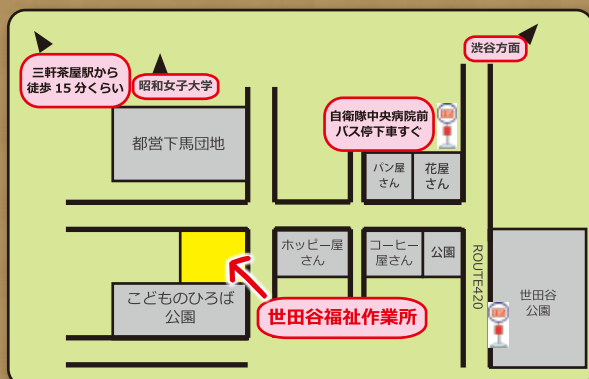 三軒茶屋駅から
徒歩 15 分くらい
昭和女子大学
渋谷方面
都営下馬団地
自衛隊中央病院前
バス停下車すぐ
パン屋
さん
花屋
さん
ホッピー屋
さん
コーヒー
屋さん
公園
ROUTE420
世田谷
公園
こどものひろば
公園
世田谷福祉作業所